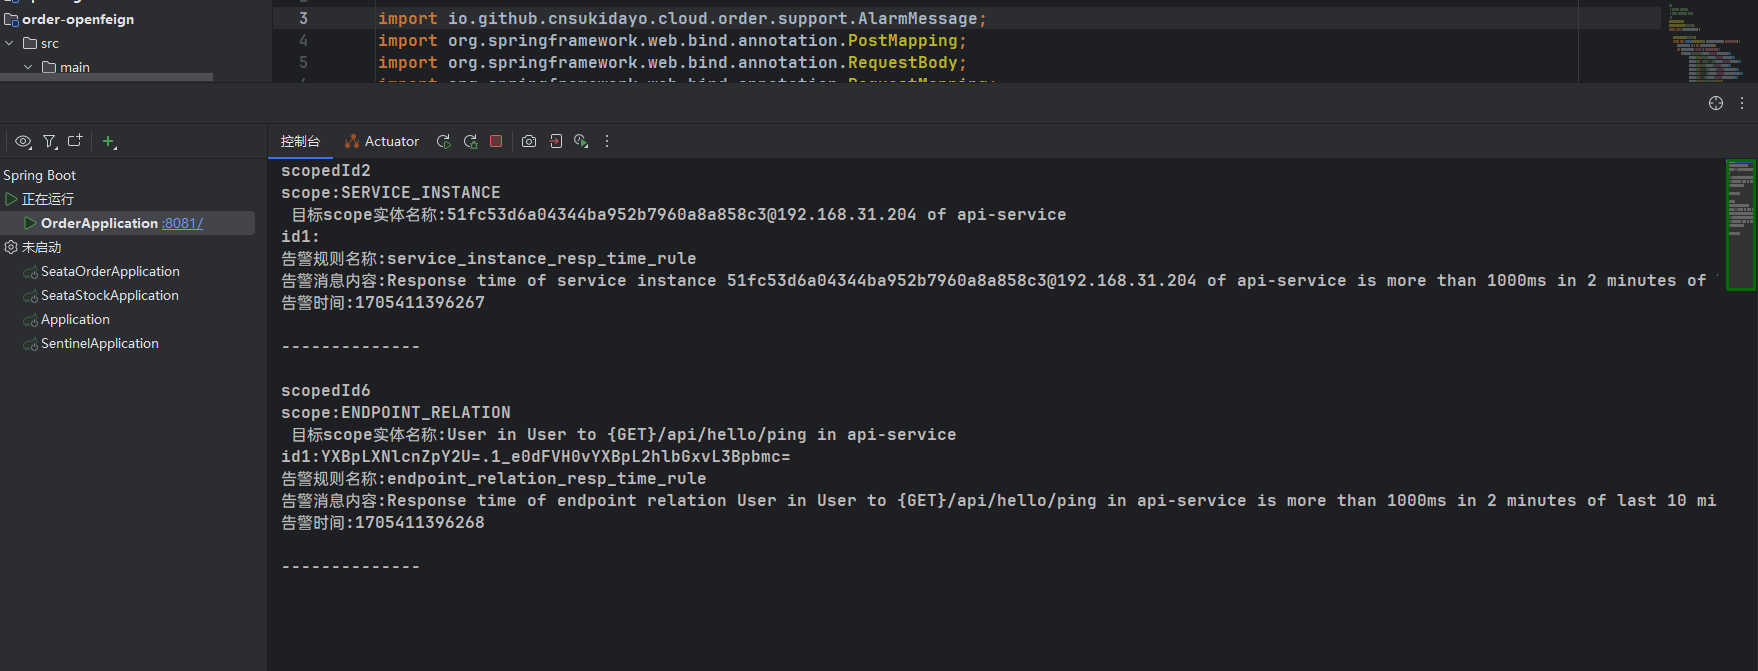 order-openfeign
src
main
3 import io.github.cnsukidayo.cloud.order.support.AlarmMessage;
4 import org.springframework.web.bind.annotation.PostMapping;
5 import org.springframework.web.bind.annotation.RequestBody;
控制台 Actuator
Spring Boot
正在运行
OrderApplication :8081/
未启动
SeataOrderApplication
SeataStockApplication
Application
SentinelApplication
scopedId2
scope:SERVICE_INSTANCE
目标scope实体名称:51fc53d6a04344ba952b7960a8a858c3@192.168.31.204 of api-service
id1:
告警规则名称:service_instance_resp_time_rule
告警消息内容:Response time of service instance 51fc53d6a04344ba952b7960a8a858c3@192.168.31.204 of api-service is more than 1000ms in 2 minutes of
告警时间:1705411396267
--------------
scopedId6
scope:ENDPOINT_RELATION
目标scope实体名称:User in User to {GET}/api/hello/ping in api-service
id1:YXBpLXNlcnZpY2U=.1_e0dFVH0vYXBpL2hlbGxvL3Bpbmc=
告警规则名称:endpoint_relation_resp_time_rule
告警消息内容:Response time of endpoint relation User in User to {GET}/api/hello/ping in api-service is more than 1000ms in 2 minutes of last 10 mi
告警时间:1705411396268
--------------